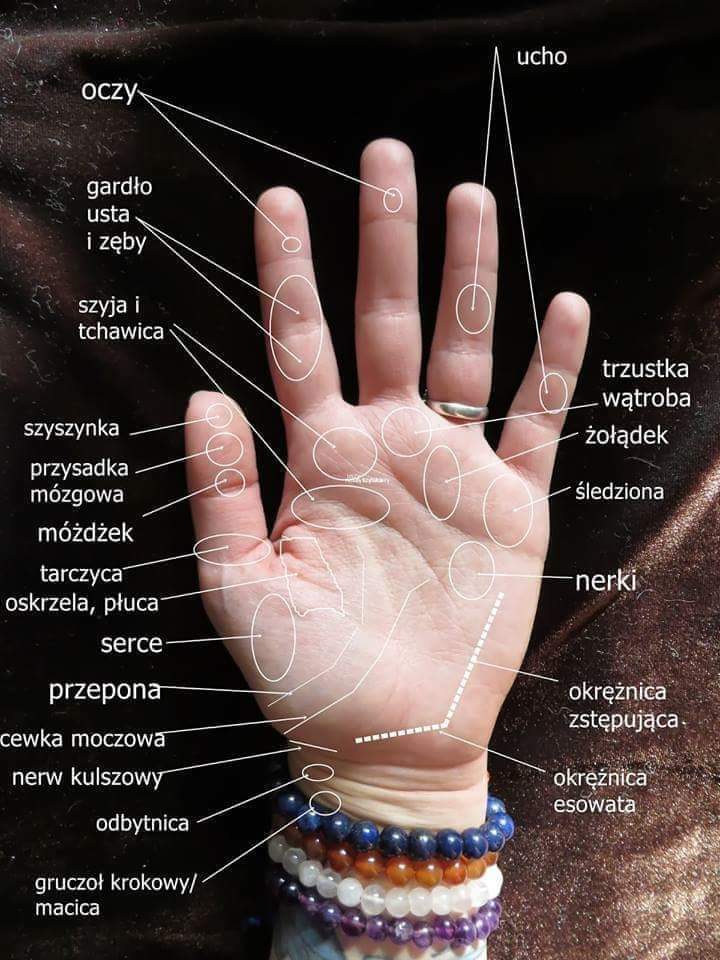 ucho
oczy
gardło
usta
i zęby
szyja i
tchawica
trzustka
wątroba
szyszynka
żołądek
przysadka
mózgowa
śledziona
móżdżek
tarczyca
nerki
oskrzela, płuca
serce
przepona
okrężnica
zstępująca
cewka moczowa
nerw kulszowy
okrężnica
esowata
odbytnica
gruczoł krokowy/
macica